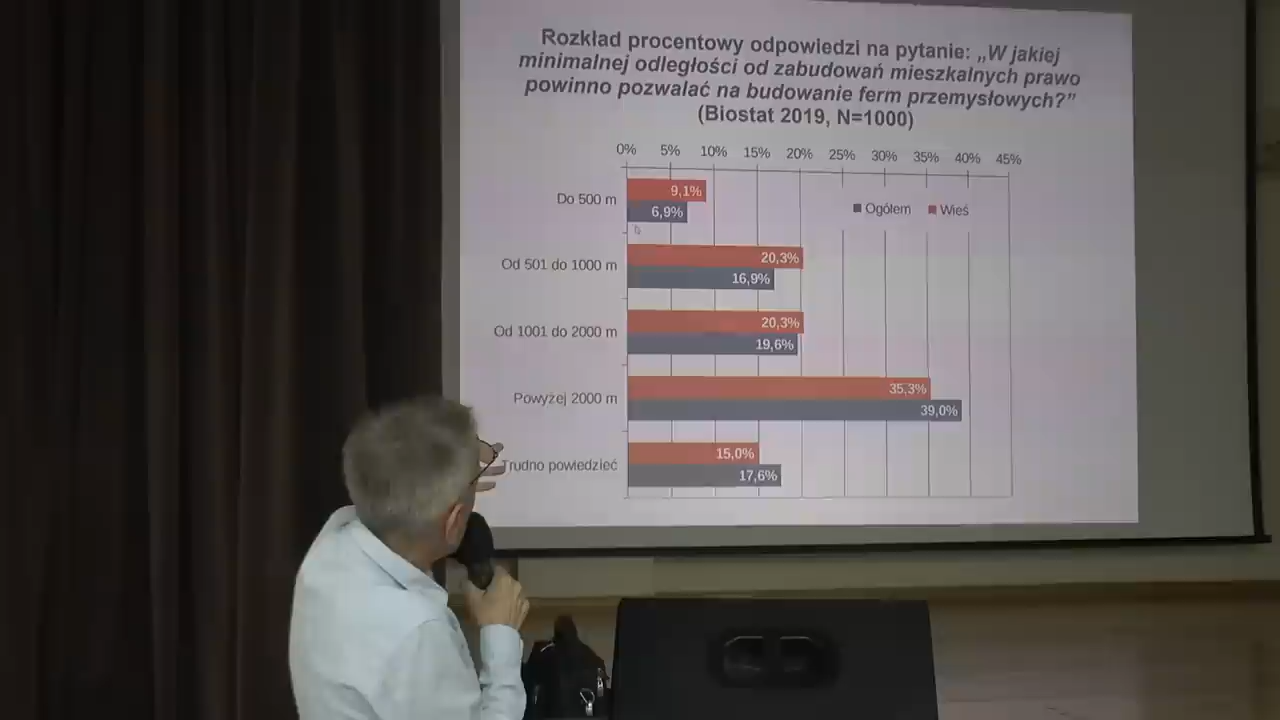 Rozkład procentowy odpowiedzi na pytanie: „W jakiej
minimalnej odległości od zabudowań mieszkalnych prawo
powinno pozwalać na budowanie ferm przemysłowych?”
(Biostat 2019, N=1000)
0% 5% 10% 15% 20% 25% 30% 35% 40% 45%
Do 500 m
9,1%
6,9%
Ogółem Wieś
Od 501 do 1000 m
20,3%
16,9%
Od 1001 do 2000 m
20,3%
19,6%
Powyżej 2000 m
35,3%
39,0%
Trudno powiedzieć
15,0%
17,6%